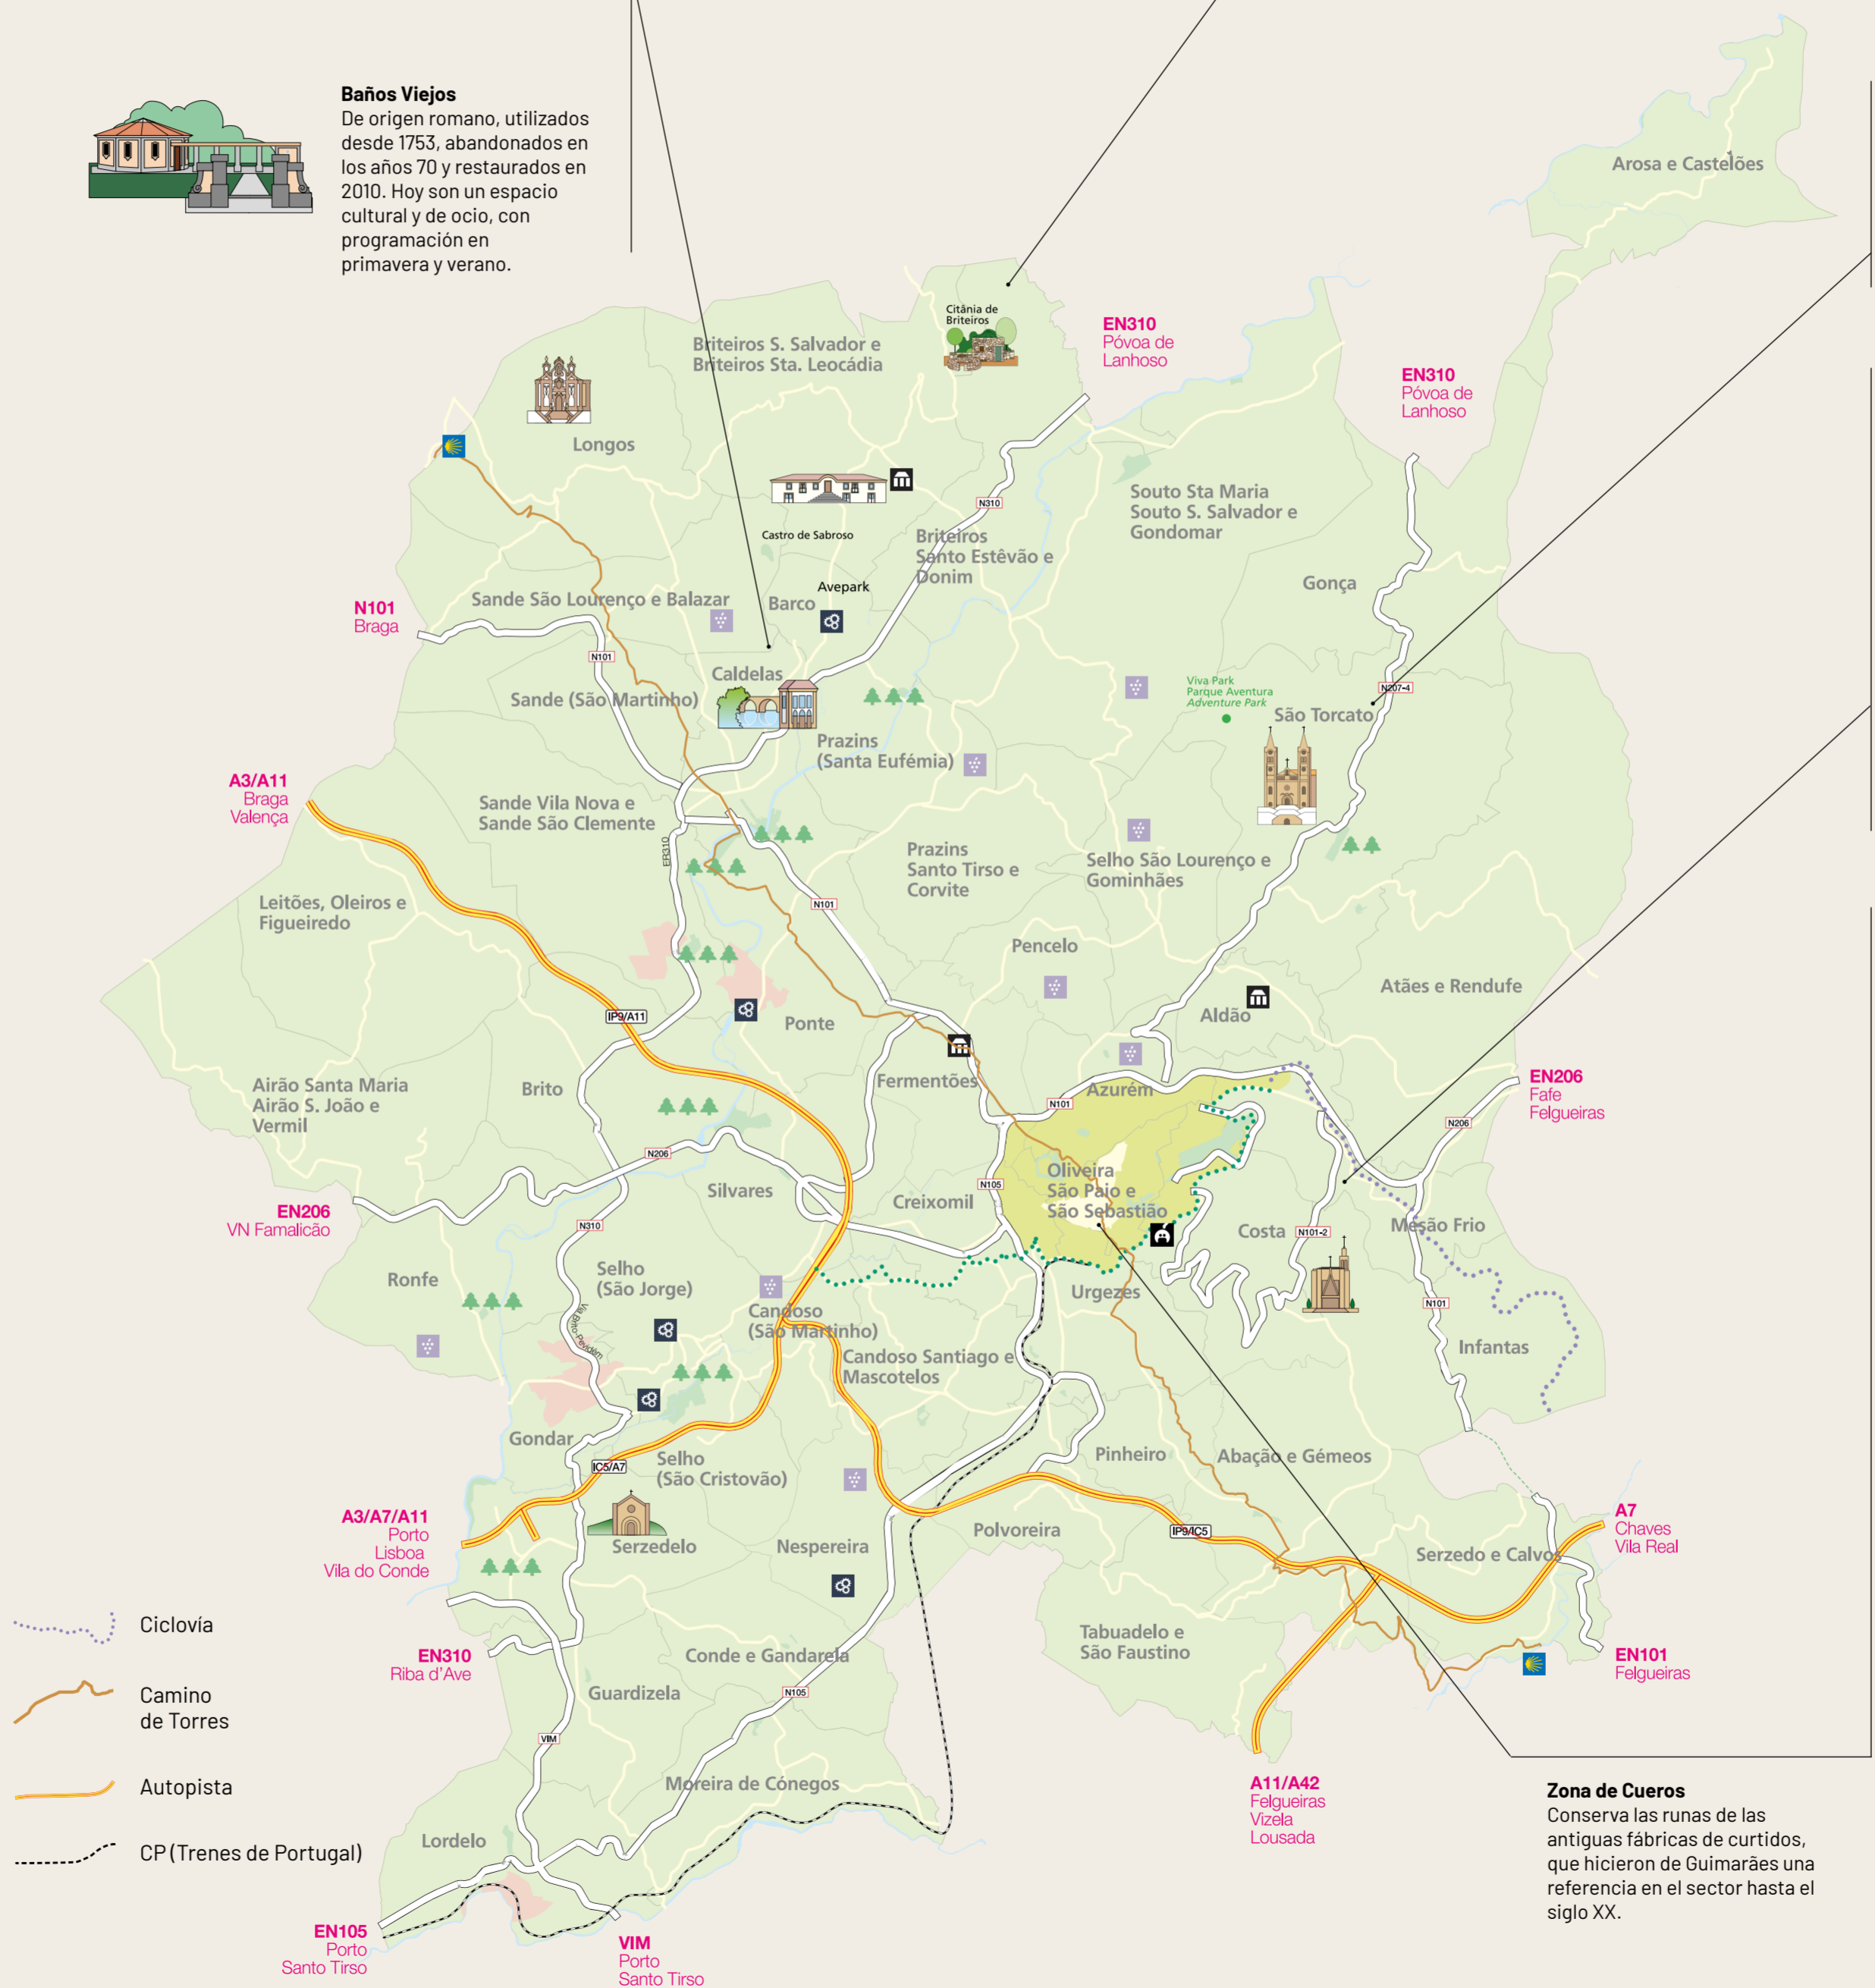 Baños Viejos
De origen romano, utilizados
desde 1753, abandonados en
los años 70 y restaurados en
2010. Hoy son un espacio
cultural y de ocio, con
programación en
primavera y verano.
Arosa e Castelões
Citânia de
Briteiros
EN310
Póvoa de
Lanhoso
Briteiros S. Salvador e
Briteiros Sta. Leocádia
EN310
Póvoa de
Lanhoso
Longos
N310
Souto Sta Maria
Souto S. Salvador e
Gondomar
Castro de Sabroso
Briteiros
Santo Estêvão e
Donim
Gonça
Avepark
Sande São Lourenço e Balazar
Barco
N101
Braga
N101
Caldelas
Sande (São Martinho)
Viva Park
Parque Aventura
Adventure Park
N207-4
São Torcato
Prazins
(Santa Eufémia)
A3/A11
Braga
Valença
Sande Vila Nova e
Sande São Clemente
ER310
Prazins
Santo Tirso e
Corvite
Selho São Lourenço e
Gominhães
Leitões, Oleiros e
Figueiredo
N101
Pencelo
Atães e Rendufe
IP9/A11
Ponte
Aldão
Airão Santa Maria
Airão S. João e
Vermil
Brito
Fermentões
Azurém
N101
EN206
Fafe
Felgueiras
N206
N206
Silvares
Creixomil
N105
Oliveira
São Paio e
São Sebastião
EN206
VN Famalicão
N310
Costa
N101-2
Mesão Frio
Ronfe
Selho
(São Jorge)
Urgezes
N101
Via Brito-Pevidém
Candoso
(São Martinho)
Candoso Santiago e
Mascotelos
Infantas
Gondar
IC5/A7
Selho
(São Cristovão)
Pinheiro
Abação e Gémeos
A3/A7/A11
Porto
Lisboa
Vila do Conde
Serzedelo
Nespereira
Polvoreira
IP9/IC5
Serzedo e Calvos
A7
Chaves
Vila Real
Ciclovía
EN310
Riba d'Ave
Conde e Gandarela
Tabuadelo e
São Faustino
EN101
Felgueiras
Camino
de Torres
Guardizela
N105
VIM
Autopista
Moreira de Cónegos
A11/A42
Felgueiras
Vizela
Lousada
CP (Trenes de Portugal)
Lordelo
Zona de Cueros
Conserva las runas de las
antiguas fábricas de curtidos,
que hicieron de Guimarães una
referencia en el sector hasta el
siglo XX.
EN105
Porto
Santo Tirso
VIM
Porto
Santo Tirso